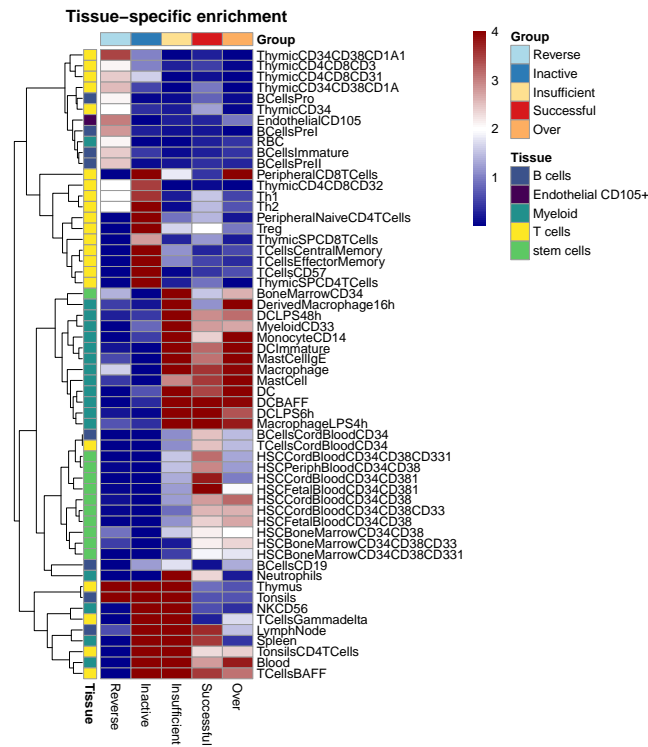 Tissue−specific enrichment
Group
ThymicCD34CD38CD1A1
ThymicCD4CD8CD3
ThymicCD4CD8CD31
ThymicCD34CD38CD1A
BCellsPro
ThymicCD34
EndothelialCD105
BCellsPreI
RBC
BCellsImmature
BCellsPreII
PeripheralCD8TCells
ThymicCD4CD8CD32
Th1
Th2
PeripheralNaiveCD4TCells
Treg
ThymicSPCD8TCells
TCellsCentralMemory
TCellsEffectorMemory
TCellsCD57
ThymicSPCD4TCells
BoneMarrowCD34
DerivedMacrophage16h
DCLPS48h
MyeloidCD33
MonocyteCD14
DCImmature
MastCellIgE
Macrophage
MastCell
DC
DCBAFF
DCLPS6h
MacrophageLPS4h
BCellsCordBloodCD34
TCellsCordBloodCD34
HSCCordBloodCD34CD38CD331
HSCPeriphBloodCD34CD38
HSCCordBloodCD34CD381
HSCFetalBloodCD34CD381
HSCCordBloodCD34CD38
HSCCordBloodCD34CD38CD33
HSCFetalBloodCD34CD38
HSCBoneMarrowCD34CD38
HSCBoneMarrowCD34CD38CD33
HSCBoneMarrowCD34CD38CD331
BCellsCD19
Neutrophils
Thymus
Tonsils
NKCD56
TCellsGammadelta
LymphNode
Spleen
TonsilsCD4TCells
Blood
TCellsBAFF
Tissue
Reverse
Inactive
Insufficient
Successful
Over
4
3
2
1
Group
Reverse
Inactive
Insufficient
Successful
Over
Tissue
B cells
Endothelial CD105+
Myeloid
T cells
stem cells